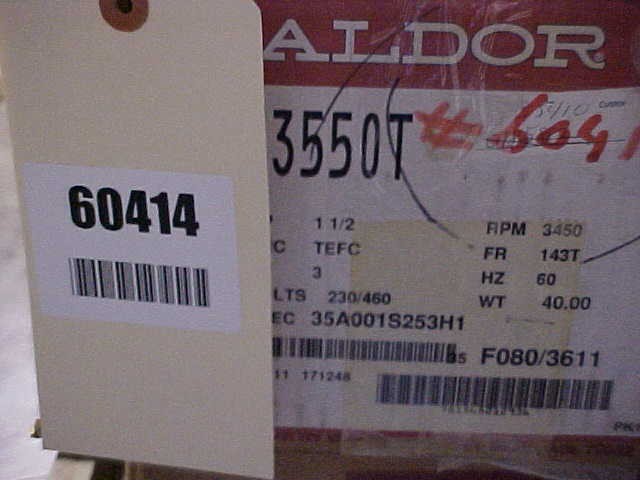 ALDOR
3550T
# 6041
60414
1 1/2
RPM 3450
C TEFC
FR 143T
3
HZ 60
LTS 230/460
WT 40.00
EC 35A001S253H1
F080/3611
11 171248